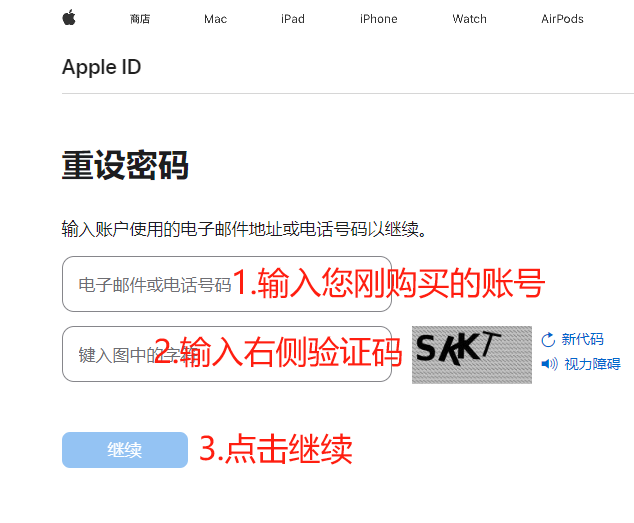 商店 Mac iPad iPhone Watch AirPods
Apple ID
重设密码
输入账户使用的电子邮件地址或电话号码以继续。
电子邮件或电话号码
1.输入您刚购买的账号
键入图中的字符
2.输入右侧验证码
SKKT
新代码
视力障碍
继续
3.点击继续